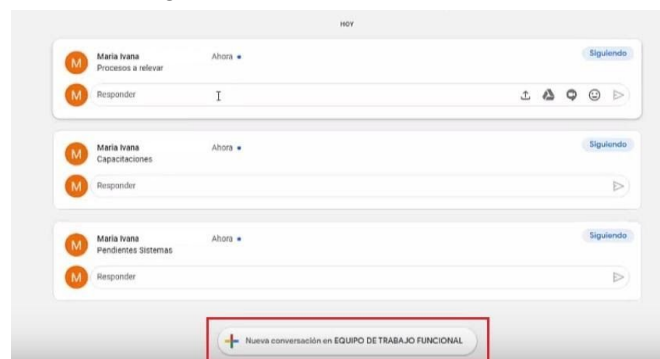 HOY
M Maria Ivana Ahora Siguiendo
Procesos a relevar
M Responder
M Maria Ivana Ahora Siguiendo
Capacitaciones
M Responder
M Maria Ivana Ahora Siguiendo
Pendientes Sistemas
M Responder
Nueva conversación en EQUIPO DE TRABAJO FUNCIONAL